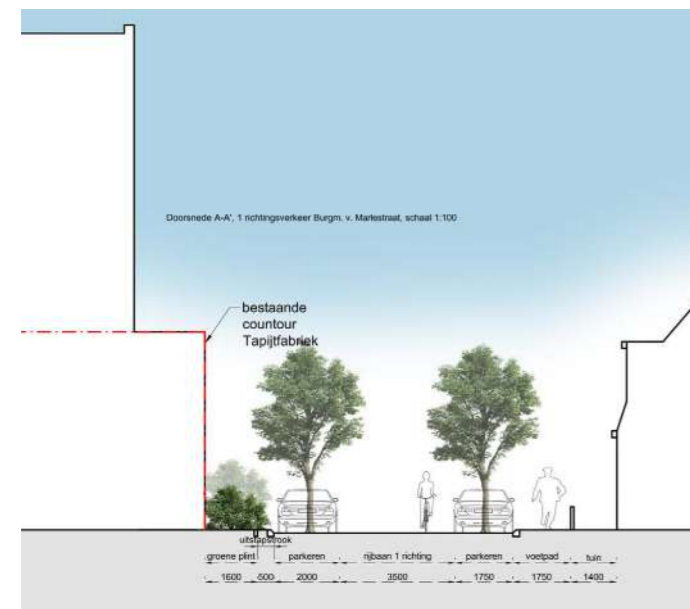 Doorsnede A-A', 1 richtingsverkeer Burgm. v. Marlestraat, schaal 1:100
bestaande
countour
Tapijtfabriek
uitstapstrook
groene plint parkeren rijbaan 1 richting parkeren voetpad tuin
1600 500 2000 3500 1750 1750 1400